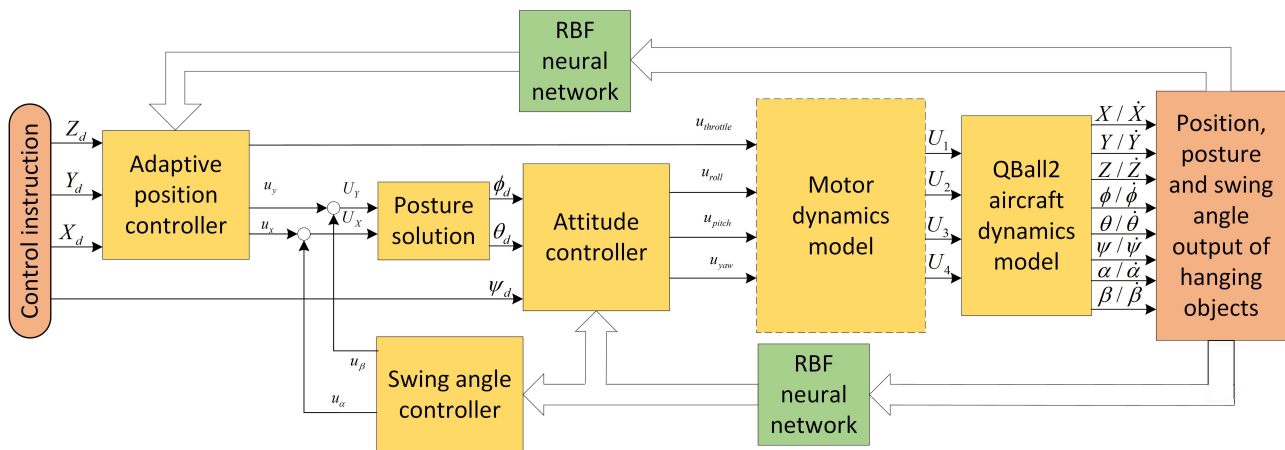 RBF
neural
network
Control instruction
Z_d
Y_d
X_d
Adaptive
position
controller
u_y
u_x
U_Y
U_X
Posture
solution
ϕ_d
θ_d
ψ_d
Attitude
controller
u_throttle
u_roll
u_pitch
u_yaw
Motor
dynamics
model
U_1
U_2
U_3
U_4
QBall2
aircraft
dynamics
model
X / Ẋ
Y / Ẏ
Z / Ż
ϕ / ϕ̇
θ / θ̇
ψ / ψ̇
α / α̇
β / β̇
Position,
posture
and swing
angle
output of
hanging
objects
u_β
u_α
Swing angle
controller
RBF
neural
network